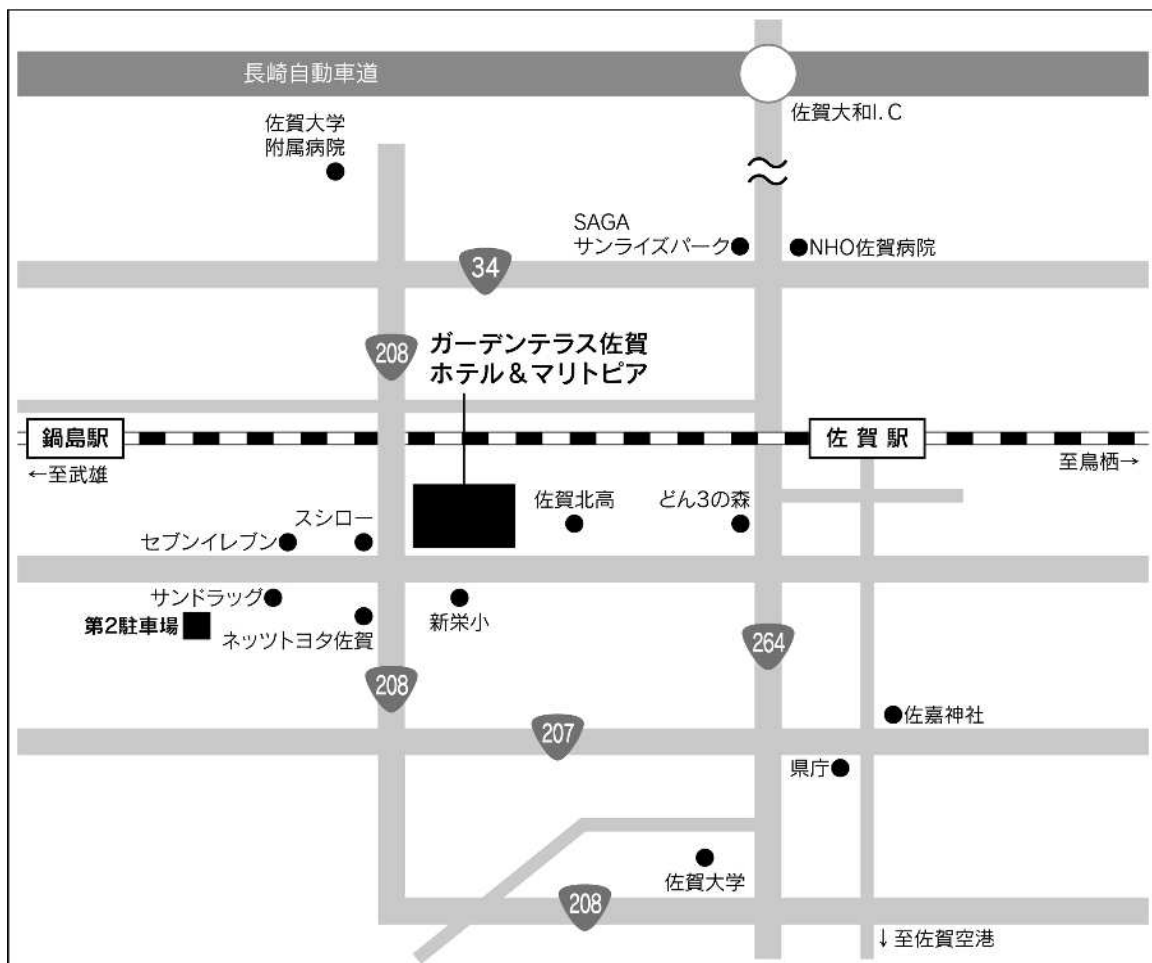 長崎自動車道
佐賀大和I.C
佐賀大学
附属病院
SAGA
サンライズパーク
NHO佐賀病院
34
208
ガーデンテラス佐賀
ホテル&マリトピア
鍋島駅
佐賀駅
←至武雄
至鳥栖→
佐賀北高
どん3の森
スシロー
セブンイレブン
サンドラッグ
第2駐車場
ネッツトヨタ佐賀
新栄小
264
208
207
佐嘉神社
県庁
佐賀大学
208
↓至佐賀空港